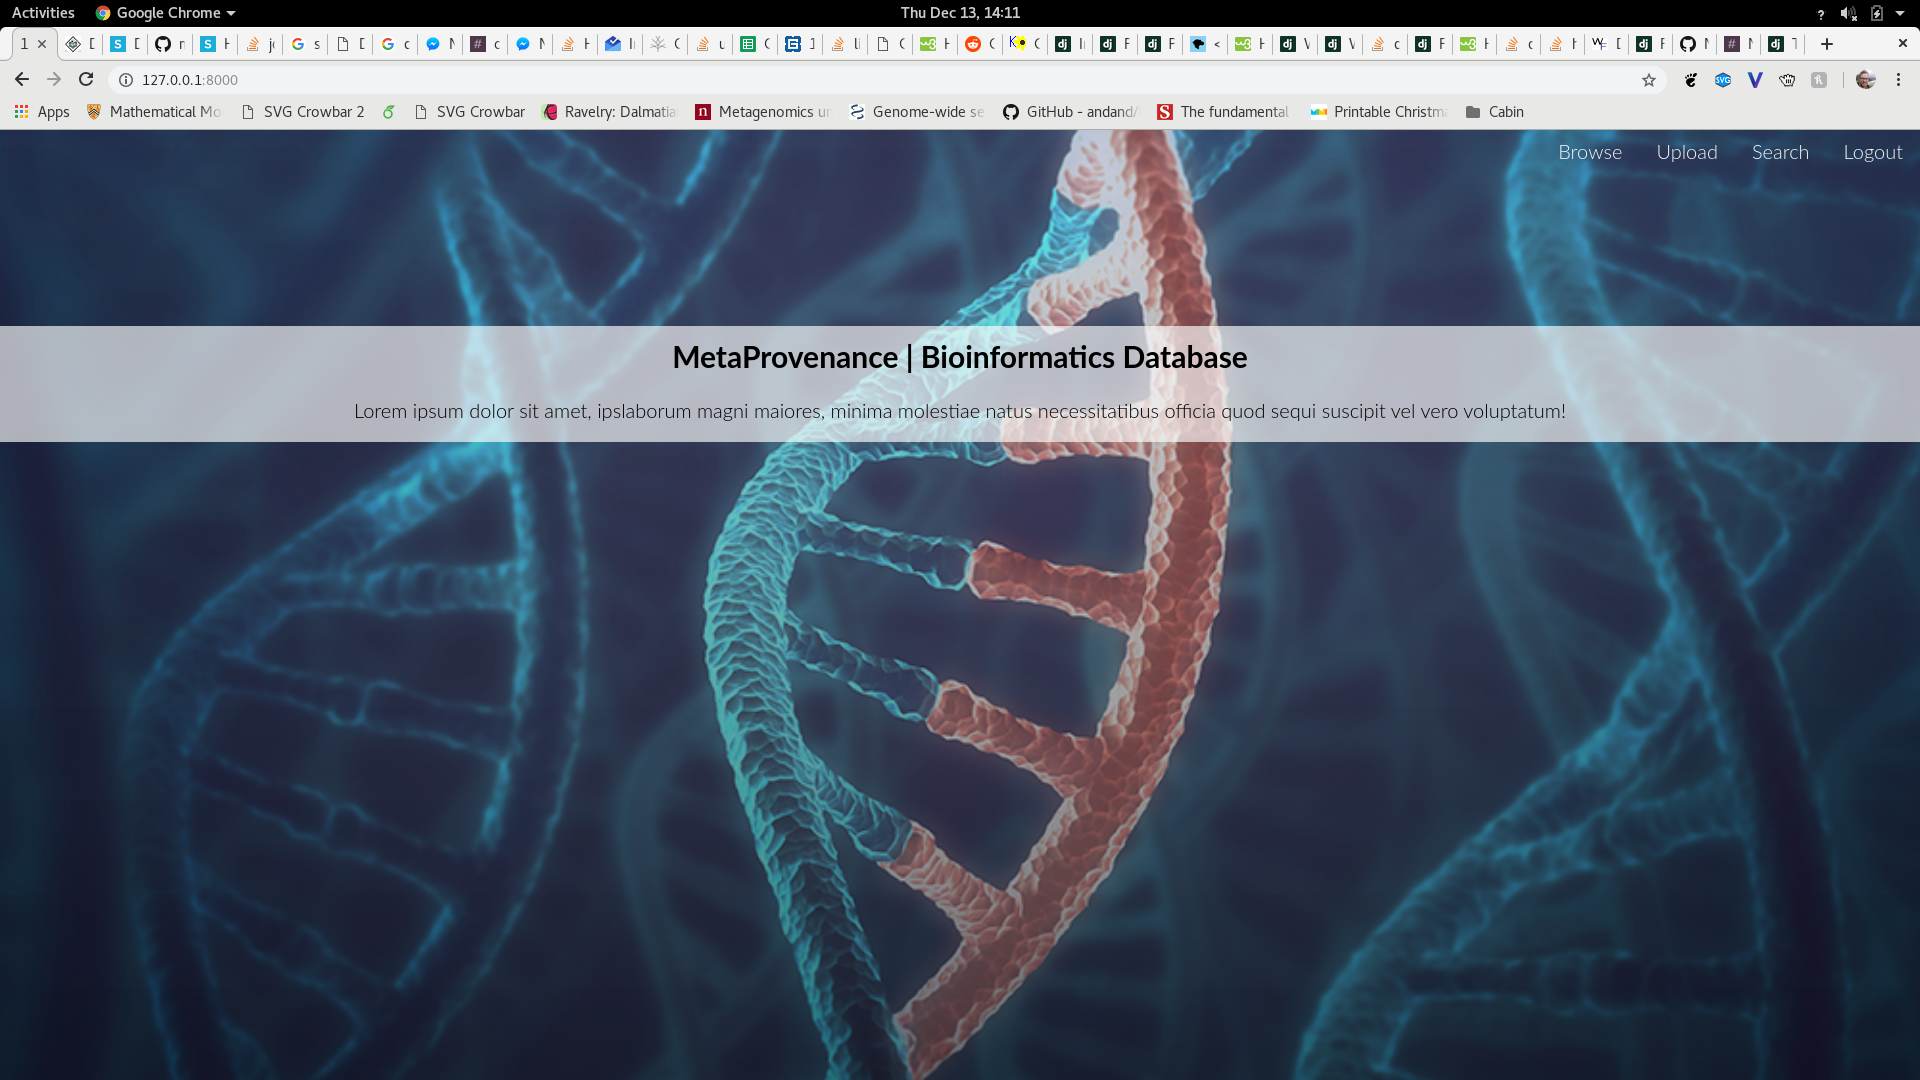 Activities Google Chrome Thu Dec 13, 14:11
127.0.0.1:8000
Apps Mathematical Mo SVG Crowbar 2 SVG Crowbar Ravelry: Dalmatia Metagenomics ur Genome-wide se GitHub - andand/ The fundamental Printable Christm Cabin
Browse Upload Search Logout
MetaProvenance | Bioinformatics Database
Lorem ipsum dolor sit amet, ipslaborum magni maiores, minima molestiae natus necessitatibus officia quod sequi suscipit vel vero voluptatum!